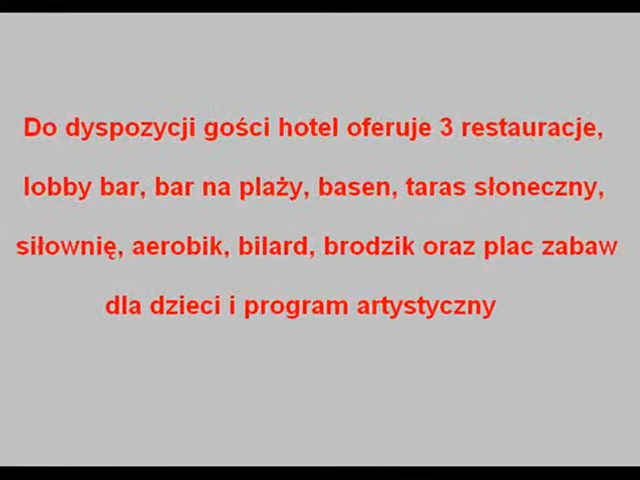 Do dyspozycji gości hotel oferuje 3 restauracje,
lobby bar, bar na plaży, basen, taras słoneczny,
siłownię, aerobik, bilard, brodzik oraz plac zabaw
dla dzieci i program artystyczny